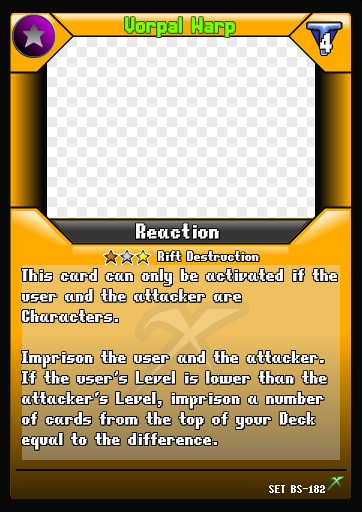 Vorpal Warp
4
Reaction
Rift Destruction
This card can only be activated if the
user and the attacker are
Characters.
Imprison the user and the attacker.
If the user's Level is lower than the
attacker's Level, imprison a number
of cards from the top of your Deck
equal to the difference.
SET BS-182